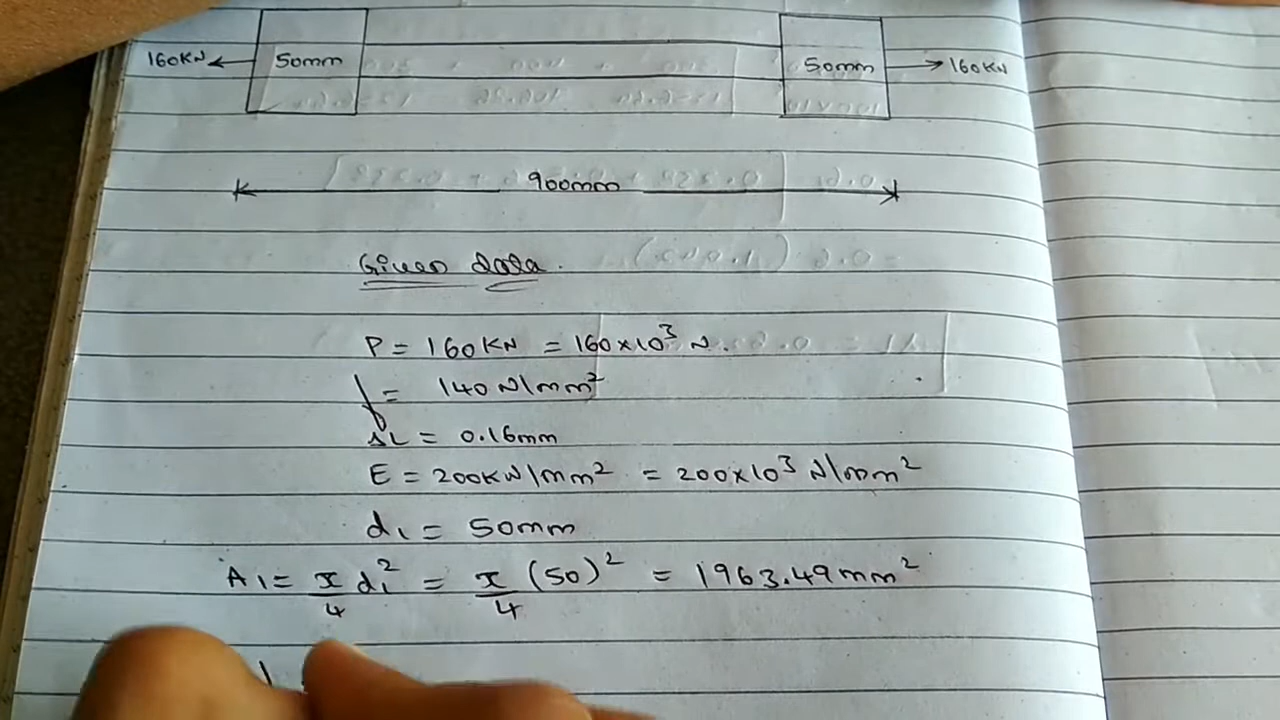 160KN 50mm 50mm 160KN
900mm
Given data.
P = 160KN = 160×10³ N.
f = 140 N/mm²
ΔL = 0.16mm
E = 200KN/mm² = 200×10³ N/mm²
d₁ = 50mm
A₁ = π/4 d₁² = π/4 (50)² = 1963.49mm²